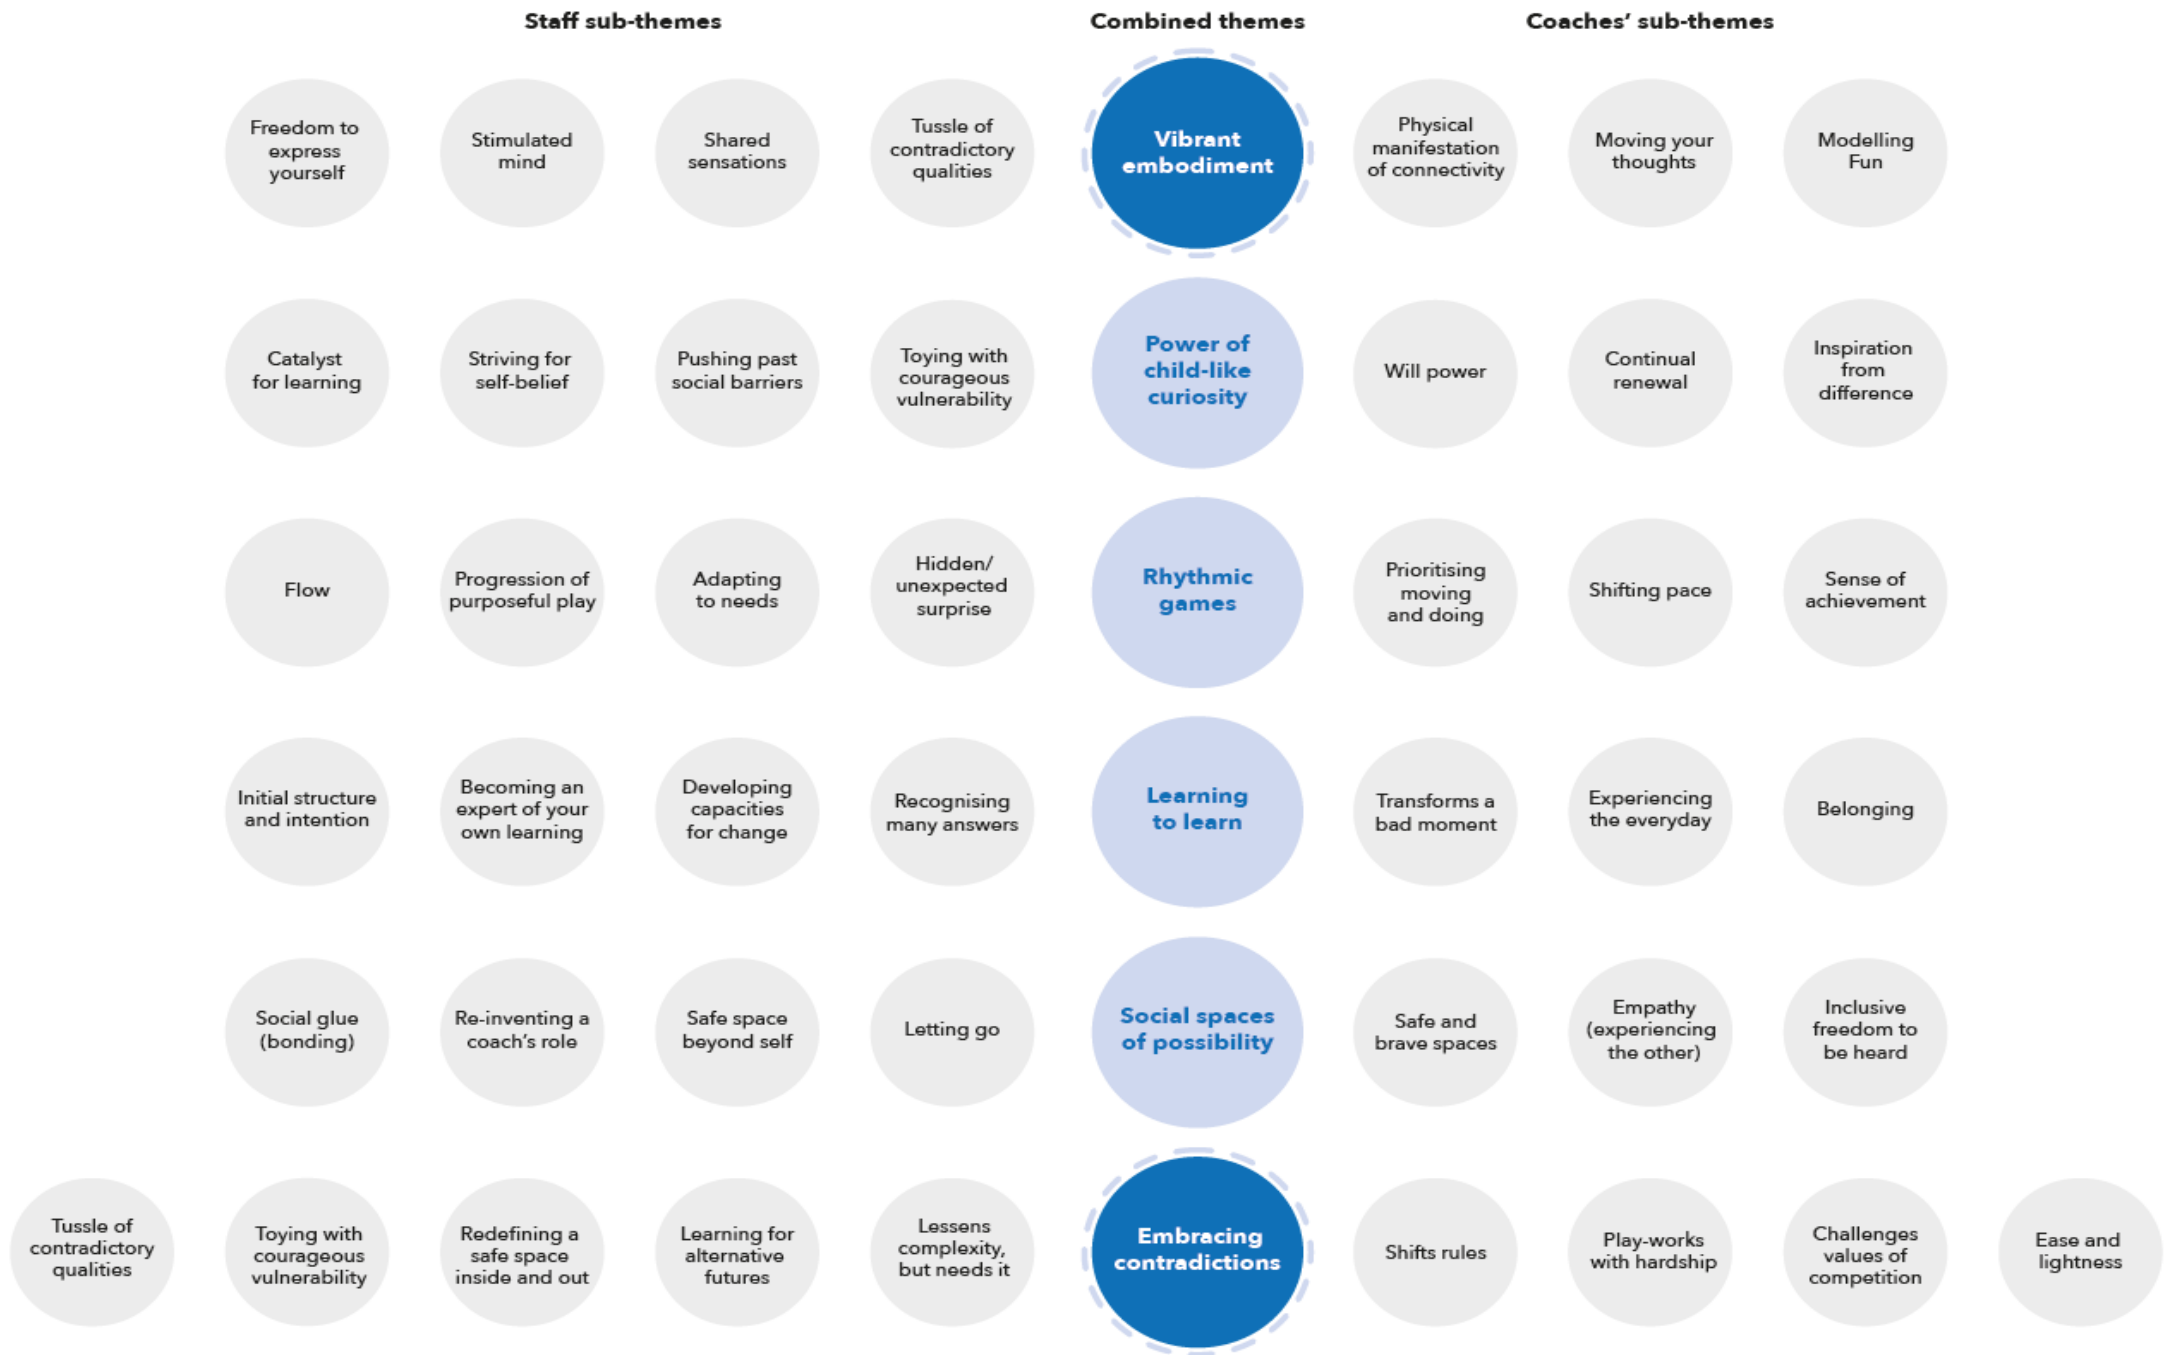 Staff sub-themes
Combined themes
Coaches’ sub-themes
Freedom to
express
yourself
Stimulated
mind
Shared
sensations
Tussle of
contradictory
qualities
Vibrant
embodiment
Physical
manifestation
of connectivity
Moving your
thoughts
Modelling
Fun
Catalyst
for learning
Striving for
self-belief
Pushing past
social barriers
Toying with
courageous
vulnerability
Power of
child-like
curiosity
Will power
Continual
renewal
Inspiration
from
difference
Flow
Progression of
purposeful play
Adapting
to needs
Hidden/
unexpected
surprise
Rhythmic
games
Prioritising
moving
and doing
Shifting pace
Sense of
achievement
Initial structure
and intention
Becoming an
expert of your
own learning
Developing
capacities
for change
Recognising
many answers
Learning
to learn
Transforms a
bad moment
Experiencing
the everyday
Belonging
Social glue
(bonding)
Re-inventing a
coach’s role
Safe space
beyond self
Letting go
Social spaces
of possibility
Safe and
brave spaces
Empathy
(experiencing
the other)
Inclusive
freedom to
be heard
Tussle of
contradictory
qualities
Toying with
courageous
vulnerability
Redefining a
safe space
inside and out
Learning for
alternative
futures
Lessens
complexity,
but needs it
Embracing
contradictions
Shifts rules
Play-works
with hardship
Challenges
values of
competition
Ease and
lightness